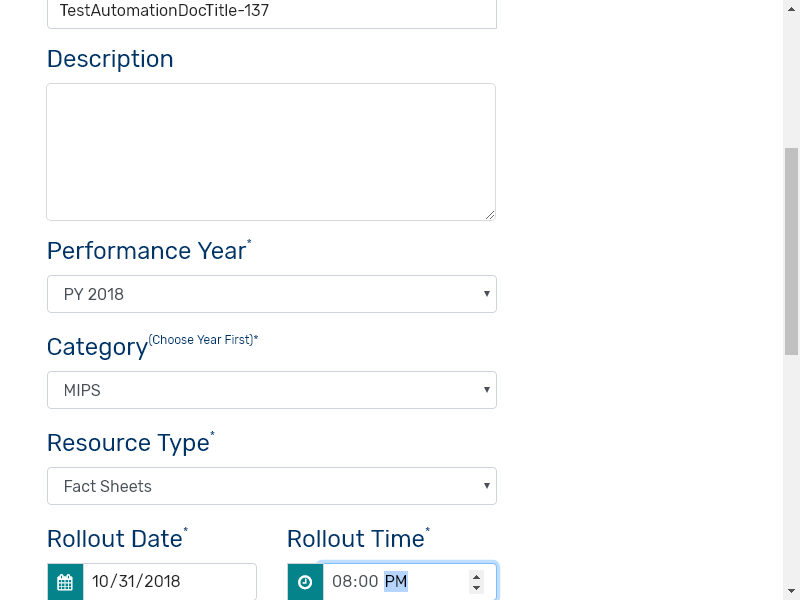 TestAutomationDocTitle-137
Description
Performance Year*
PY 2018
Category(Choose Year First)*
MIPS
Resource Type*
Fact Sheets
Rollout Date* Rollout Time*
10/31/2018 08:00 PM